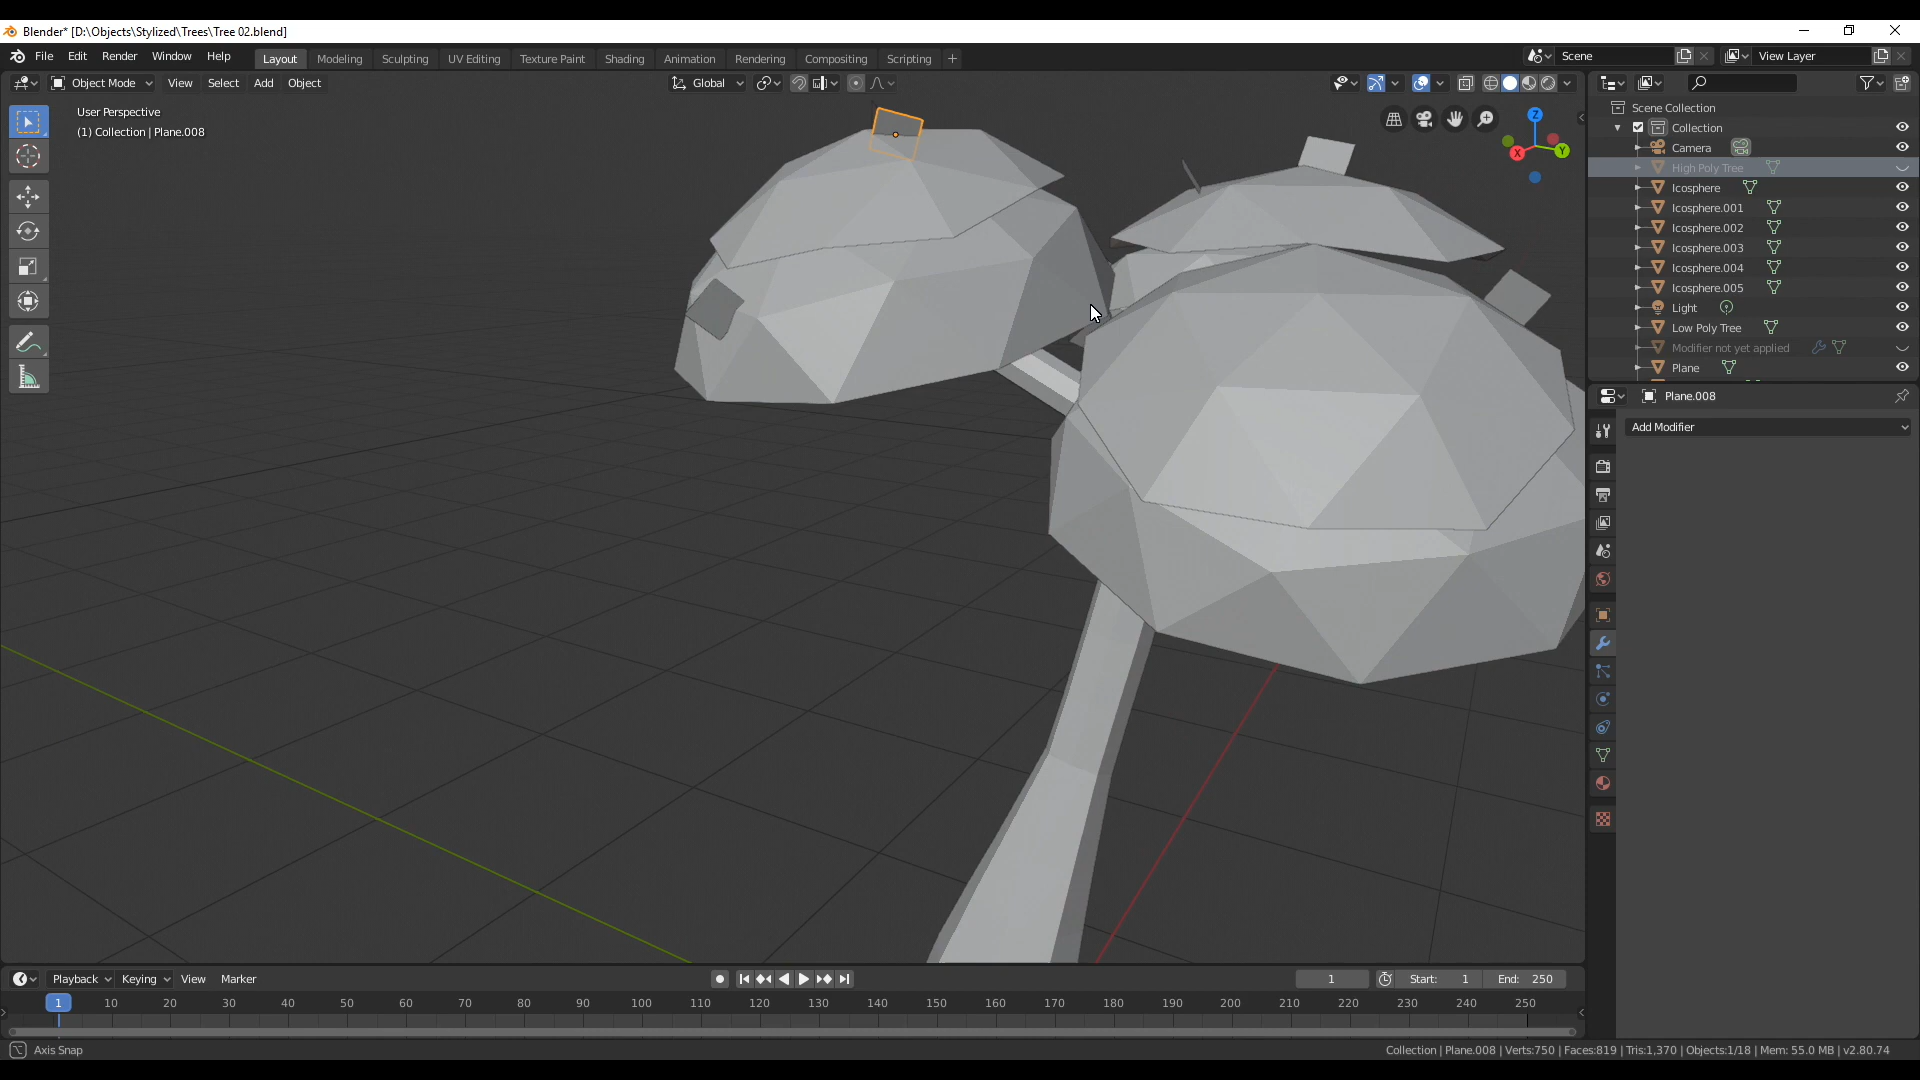 Blender* [D:\Objects\Stylized\Trees\Tree 02.blend]
File Edit Render Window Help Layout Modeling Sculpting UV Editing Texture Paint Shading Animation Rendering Compositing Scripting + Scene View Layer
Object Mode View Select Add Object Global
User Perspective
(1) Collection | Plane.008
Z
X
Y
Scene Collection
Collection
Camera
High Poly Tree
Icosphere
Icosphere.001
Icosphere.002
Icosphere.003
Icosphere.004
Icosphere.005
Light
Low Poly Tree
Modifier not yet applied
Plane
Plane.008
Add Modifier
Playback Keying View Marker 1 Start: 1 End: 250
1 10 20 30 40 50 60 70 80 90 100 110 120 130 140 150 160 170 180 190 200 210 220 230 240 250
Axis Snap
Collection | Plane.008 | Verts:750 | Faces:819 | Tris:1,370 | Objects:1/18 | Mem: 55.0 MB | v2.80.74